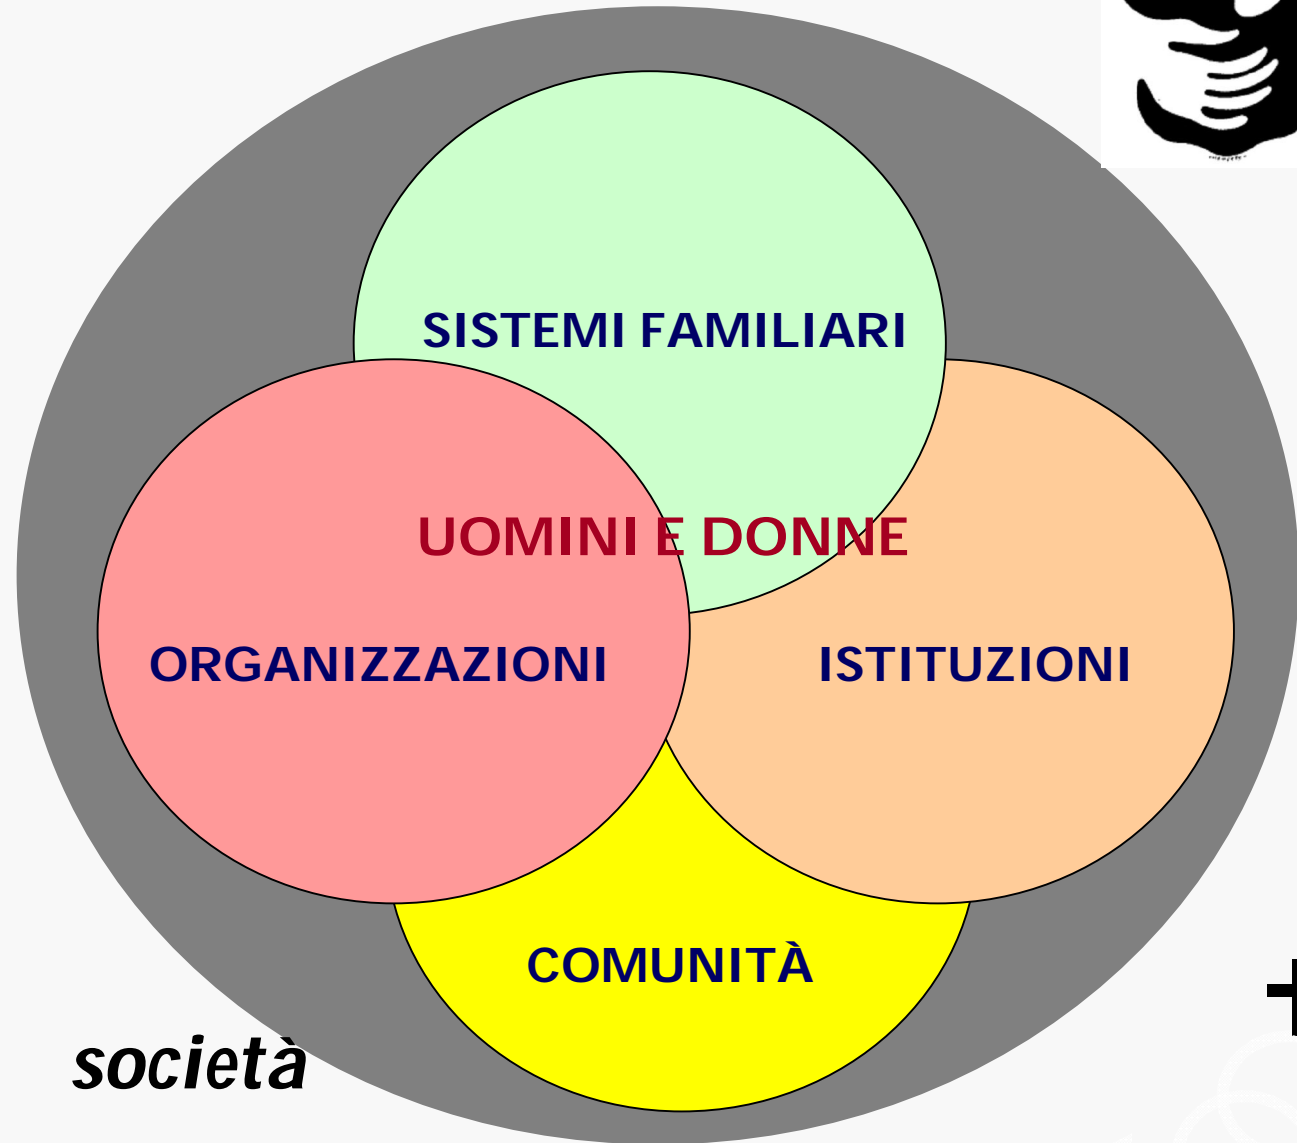 SISTEMI FAMILIARI
UOMINI E DONNE
ORGANIZZAZIONI
ISTITUZIONI
COMUNITÀ
società